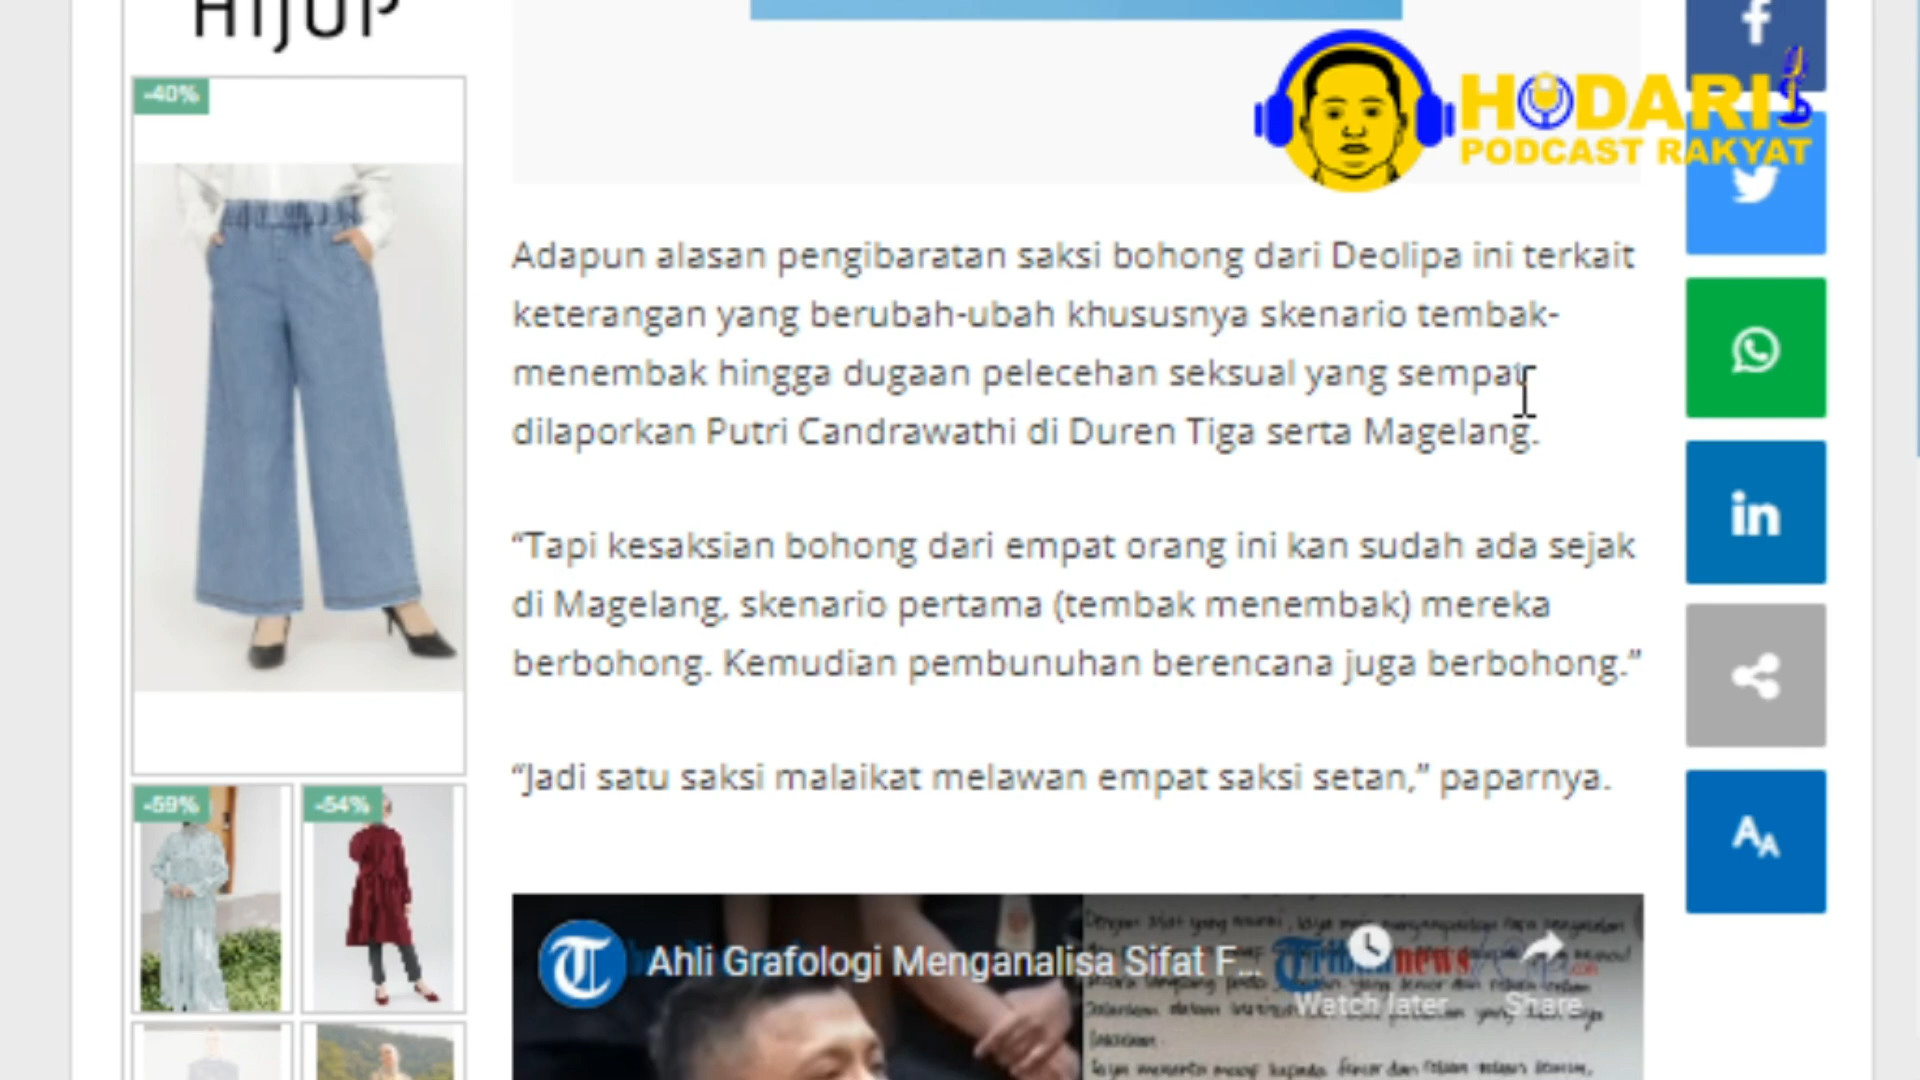 HIJUP
-40%
HODARI
PODCAST RAKYAT
Adapun alasan pengibaratan saksi bohong dari Deolipa ini terkait
keterangan yang berubah-ubah khususnya skenario tembak-
menembak hingga dugaan pelecehan seksual yang sempat
dilaporkan Putri Candrawathi di Duren Tiga serta Magelang.
“Tapi kesaksian bohong dari empat orang ini kan sudah ada sejak
di Magelang, skenario pertama (tembak menembak) mereka
berbohong. Kemudian pembunuhan berencana juga berbohong.”
“Jadi satu saksi malaikat melawan empat saksi setan,” paparnya.
-59%
-54%
Ahli Grafologi Menganalisa Sifat F...
Tribunnews
Watch later
Share